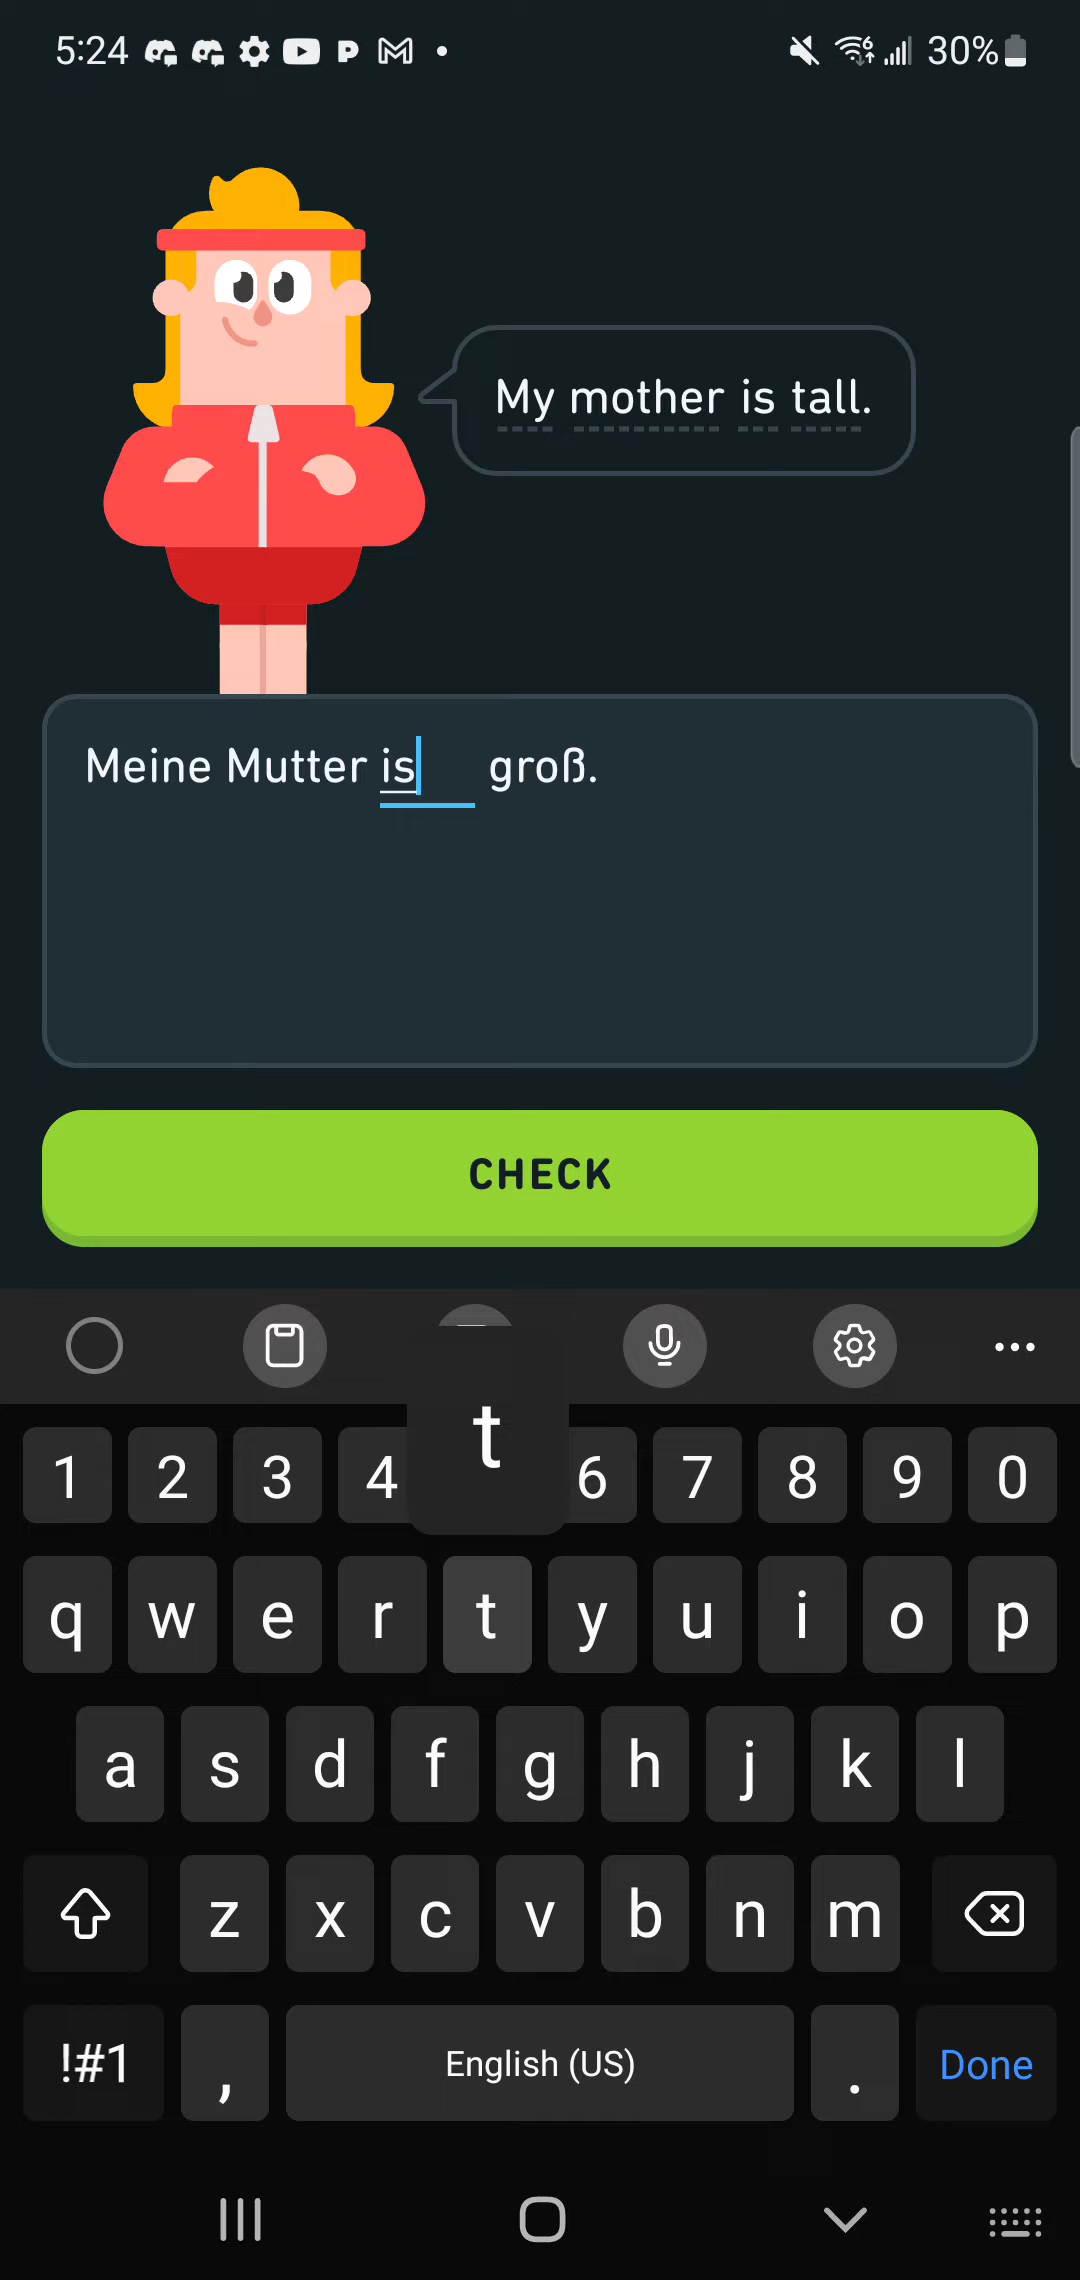 5:24 30%
My mother is tall.
Meine Mutter is groß.
CHECK
t
1 2 3 4 6 7 8 9 0
q w e r t y u i o p
a s d f g h j k l
z x c v b n m
!#1 , English (US) . Done